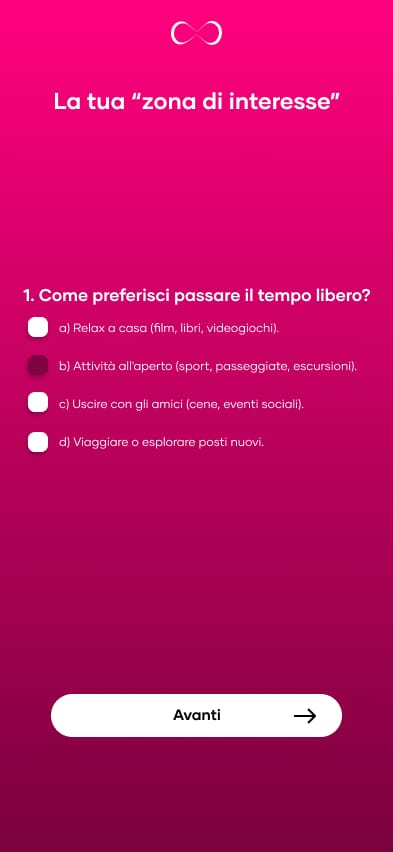 La tua “zona di interesse”
1. Come preferisci passare il tempo libero?
a) Relax a casa (film, libri, videogiochi).
b) Attività all'aperto (sport, passeggiate, escursioni).
c) Uscire con gli amici (cene, eventi sociali).
d) Viaggiare o esplorare posti nuovi.
Avanti